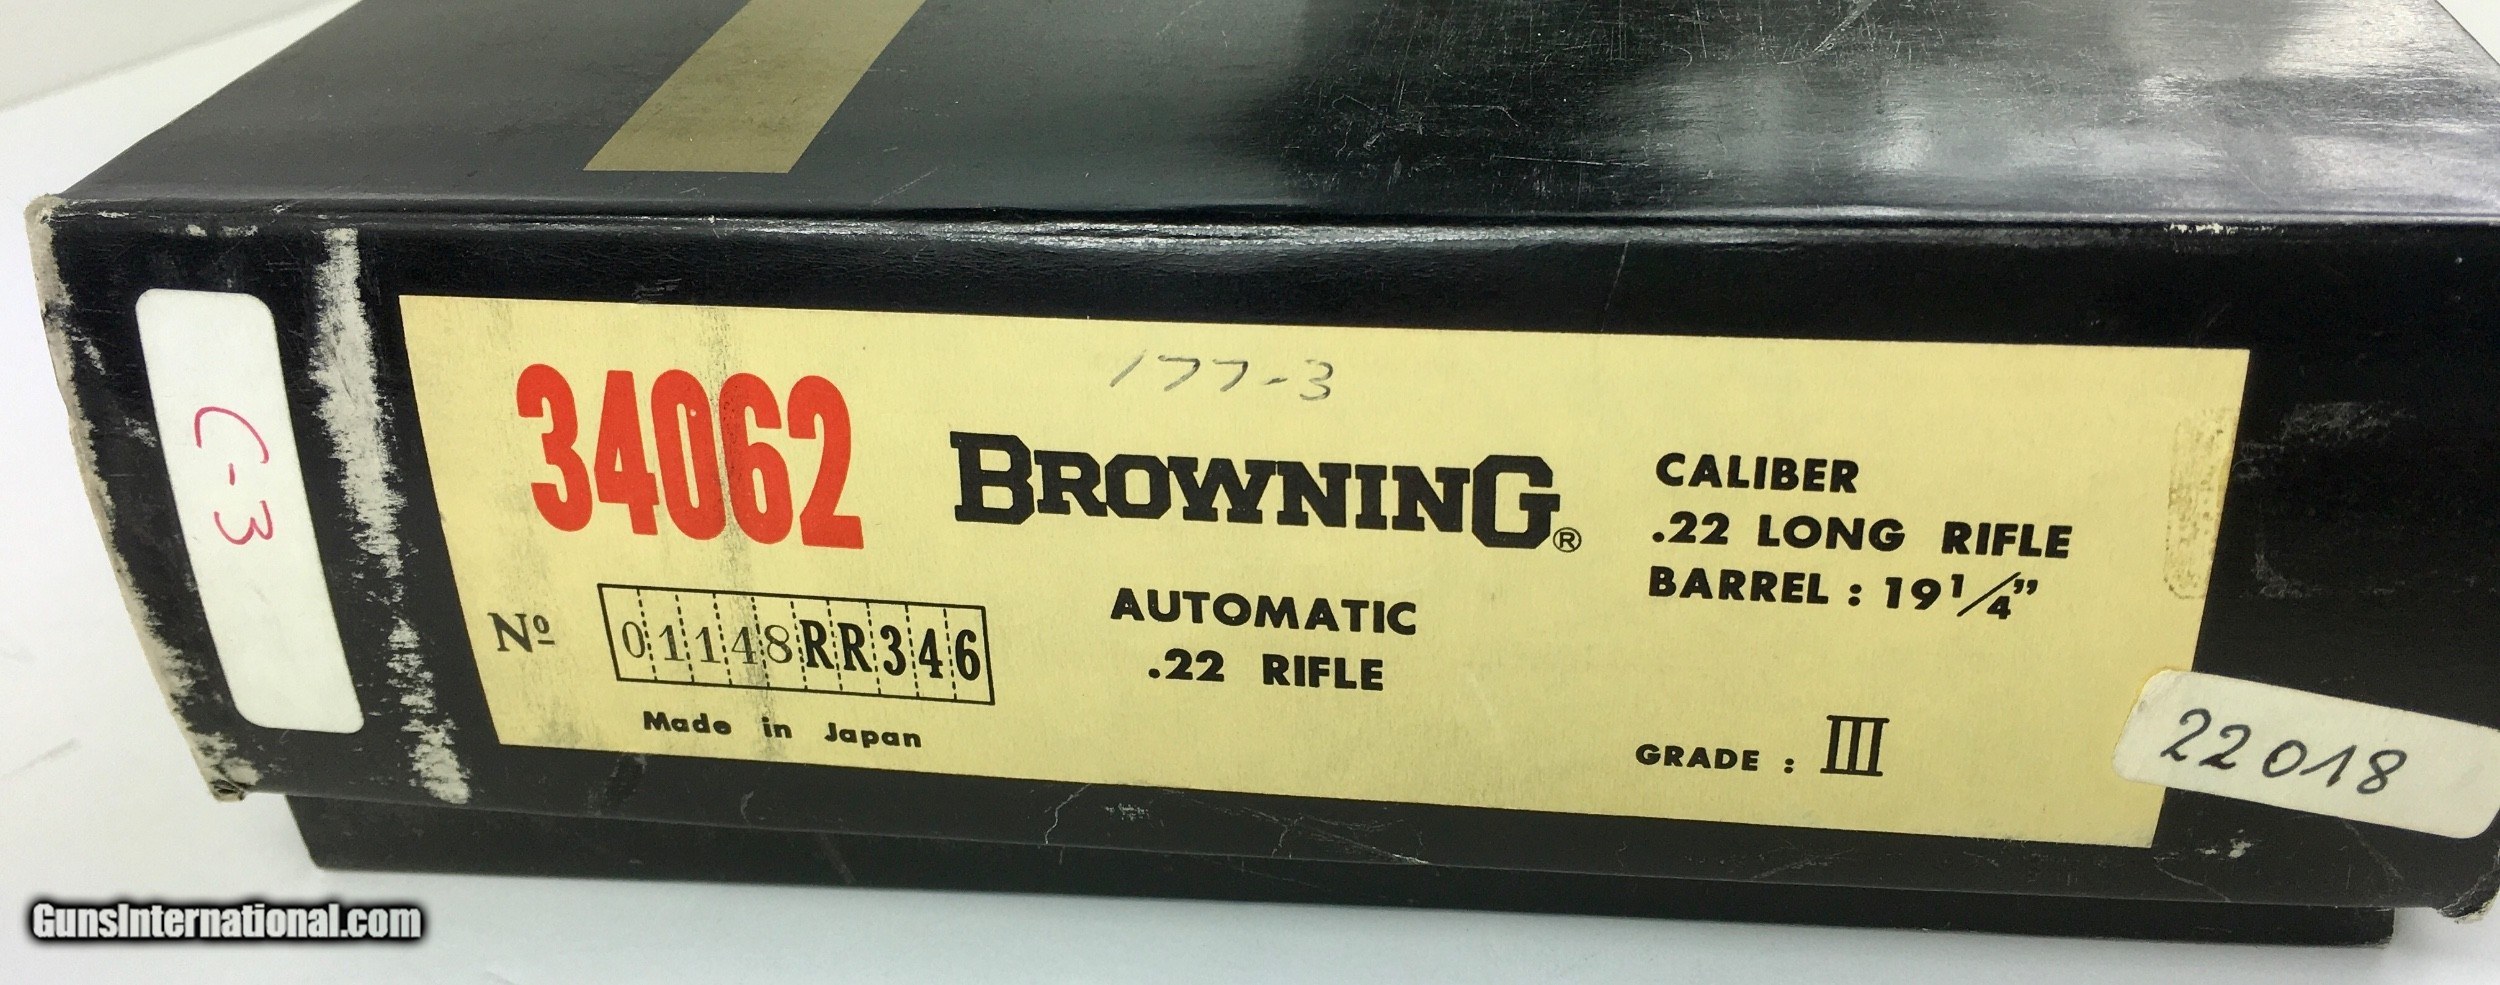 C-3
34062
177-3
BROWNING®
CALIBER
.22 LONG RIFLE
BARREL : 19 1/4"
Nº 01148RR346
AUTOMATIC
.22 RIFLE
Made in Japan
GRADE : III
22018
GunsInternational.com